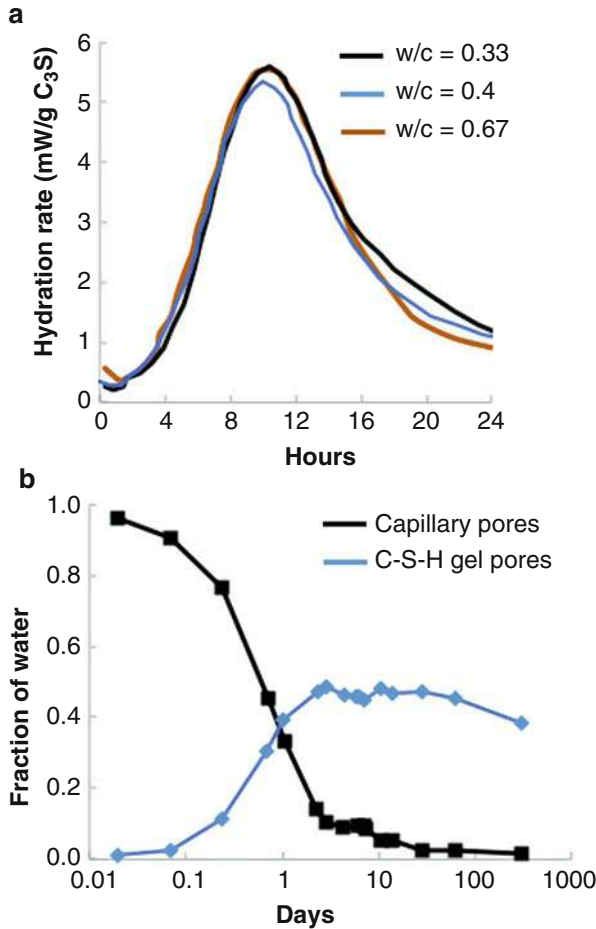 a
Hydration rate (mW/g C₃S)
6
5
4
3
2
1
0
w/c = 0.33
w/c = 0.4
w/c = 0.67
0 4 8 12 16 20 24
Hours
b
Fraction of water
1.0
0.8
0.6
0.4
0.2
0.0
Capillary pores
C-S-H gel pores
0.01 0.1 1 10 100 1000
Days